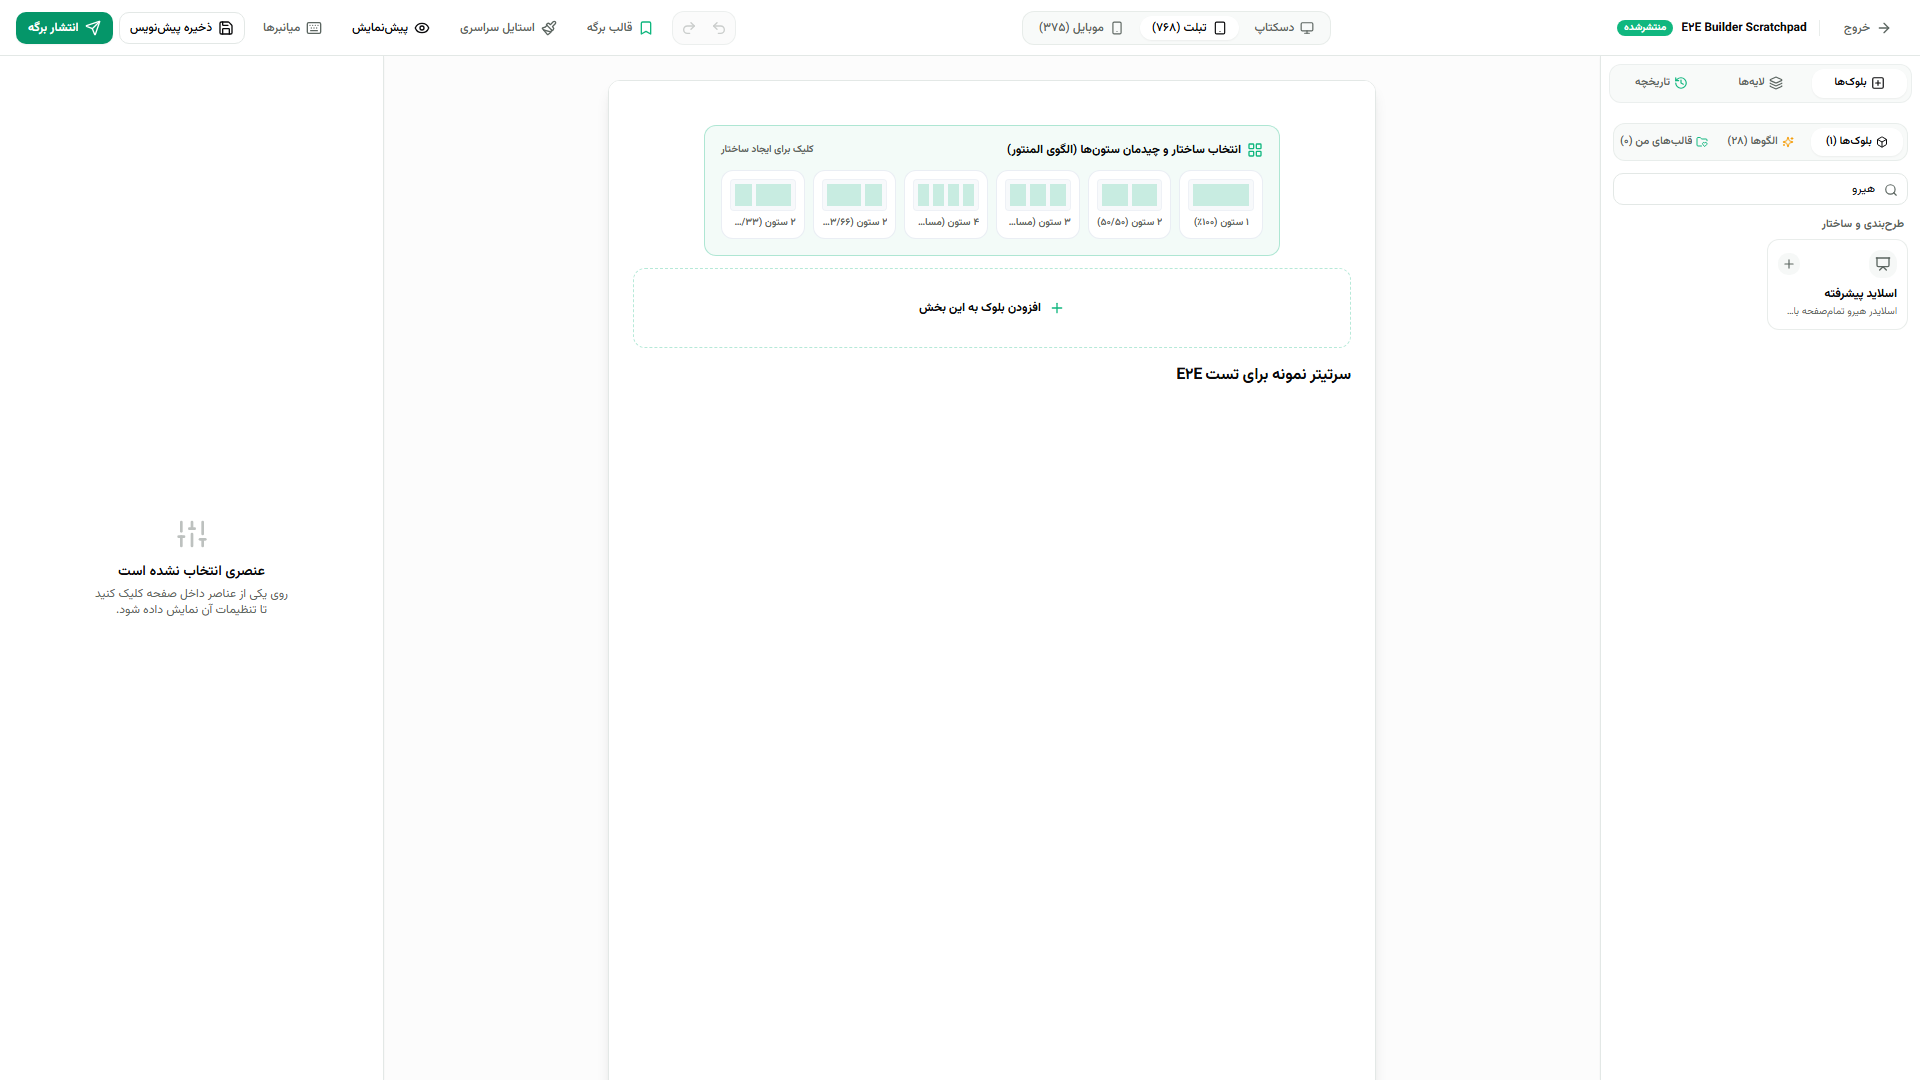 خروج
E۲E Builder Scratchpad
منتشرشده
دسکتاپ
تبلت (۷۶۸)
موبایل (۳۷۵)
قالب برگه
استایل سراسری
پیش‌نمایش
میانبرها
ذخیره پیش‌نویس
انتشار برگه
بلوک‌ها
لایه‌ها
تاریخچه
بلوک‌ها (۱)
الگوها (۲۸)
قالب‌های من (۰)
هیرو
طرح‌بندی و ساختار
اسلاید پیشرفته
اسلایدر هیرو تمام‌صفحه با...
انتخاب ساختار و چیدمان ستون‌ها (الگوی المنتور)
کلیک برای ایجاد ساختار
۱ ستون (۱۰۰٪)
۲ ستون (۵۰/۵۰)
۳ ستون (مسا...
۴ ستون (مسا...
۲ ستون (۳/۶۶...
۲ ستون (۳۳/...
افزودن بلوک به این بخش
سرتیتر نمونه برای تست E۲E
عنصری انتخاب نشده است
روی یکی از عناصر داخل صفحه کلیک کنید
تا تنظیمات آن نمایش داده شود.